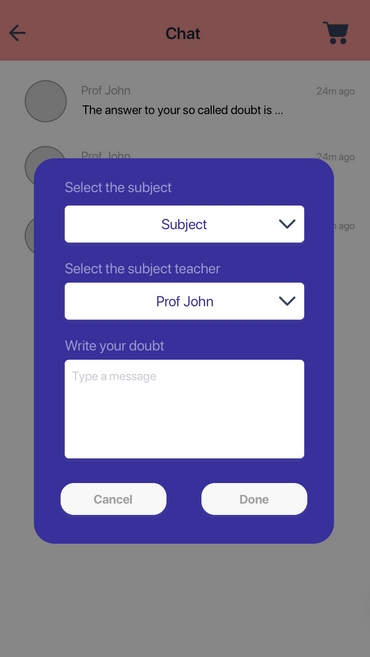 Chat
Prof John
24m ago
The answer to your so called doubt is ...
Prof John
24m ago
ago
Select the subject
Subject
Select the subject teacher
Prof John
Write your doubt
Type a message
Cancel
Done